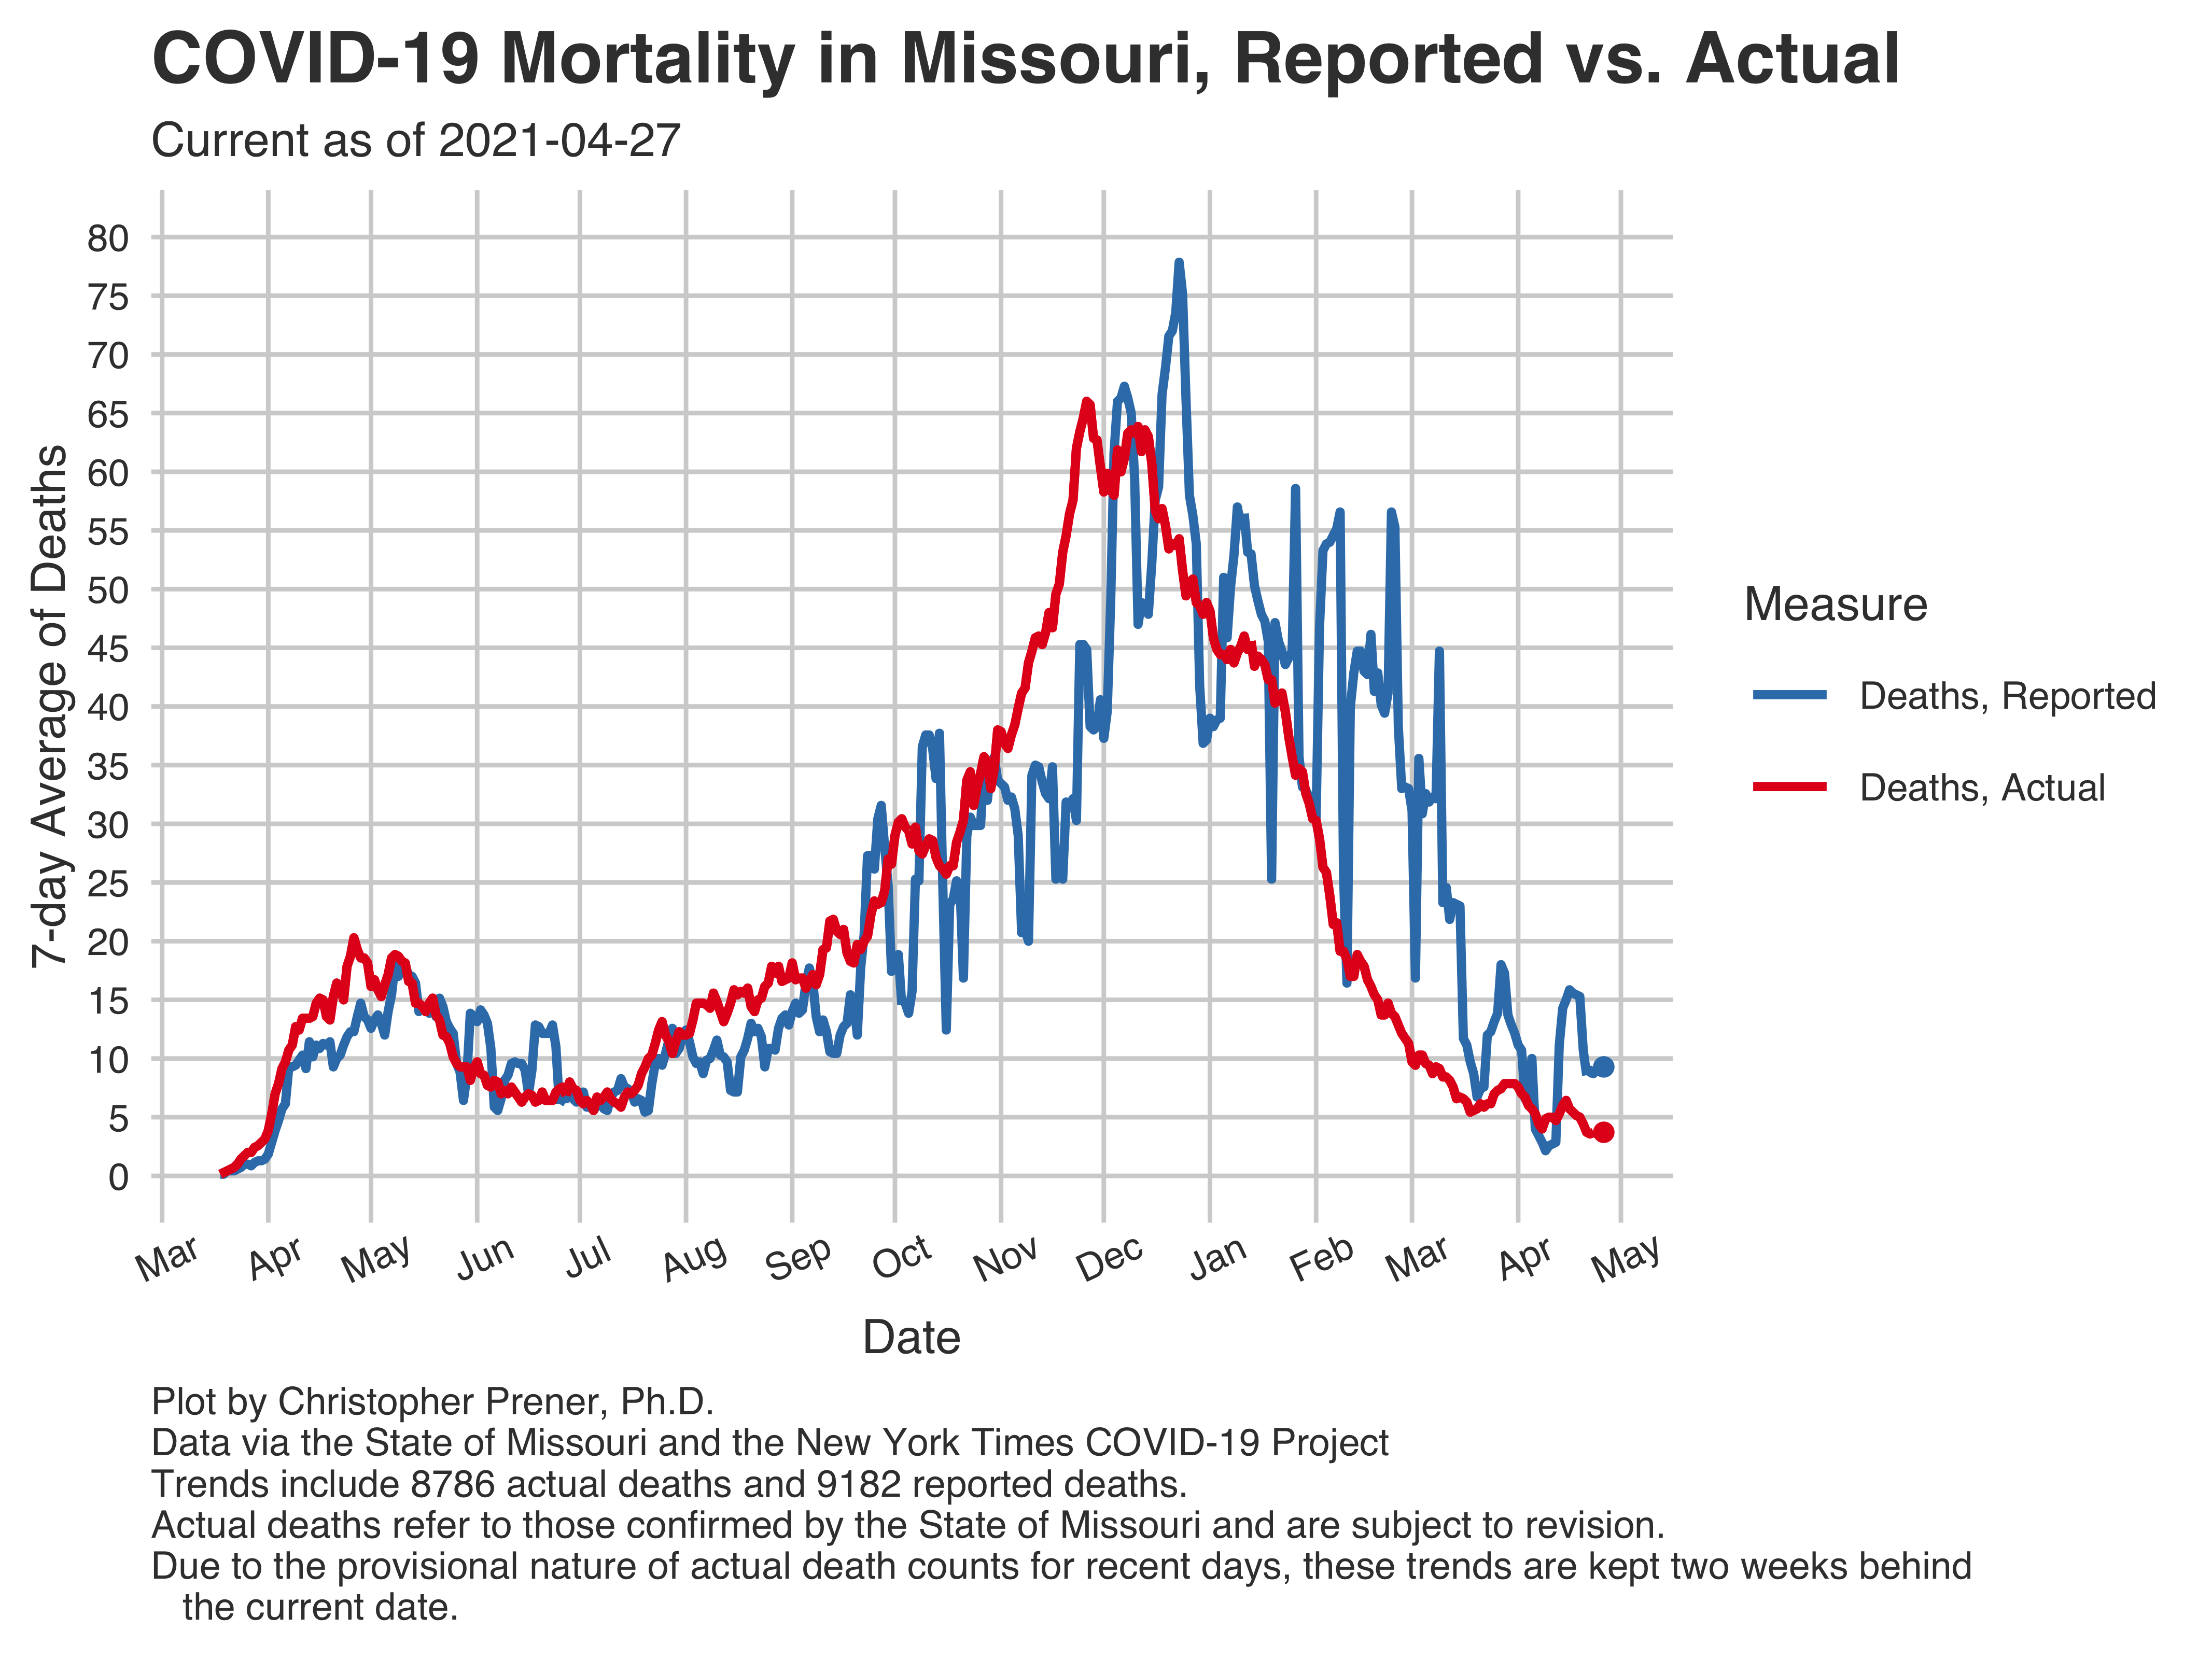 COVID-19 Mortality in Missouri, Reported vs. Actual
Current as of 2021-04-27
80
75
70
65
60
55
50
45
40
35
30
25
20
15
10
5
0
7-day Average of Deaths
Measure
Deaths, Reported
Deaths, Actual
Mar Apr May Jun Jul Aug Sep Oct Nov Dec Jan Feb Mar Apr May
Date
Plot by Christopher Prener, Ph.D.
Data via the State of Missouri and the New York Times COVID-19 Project
Trends include 8786 actual deaths and 9182 reported deaths.
Actual deaths refer to those confirmed by the State of Missouri and are subject to revision.
Due to the provisional nature of actual death counts for recent days, these trends are kept two weeks behind
the current date.